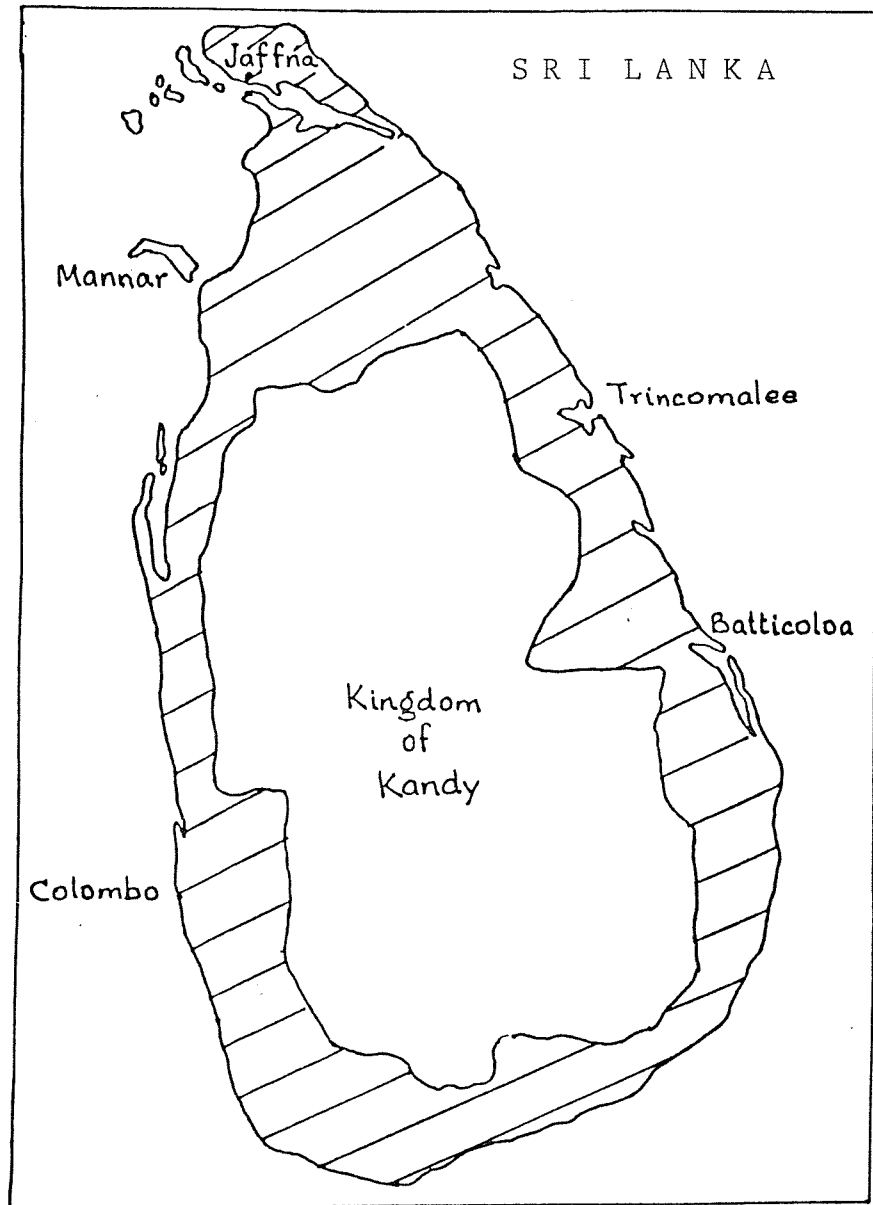 SRI LANKA
Jaffna
Mannar
Trincomalee
Batticoloa
Kingdom
of
Kandy
Colombo